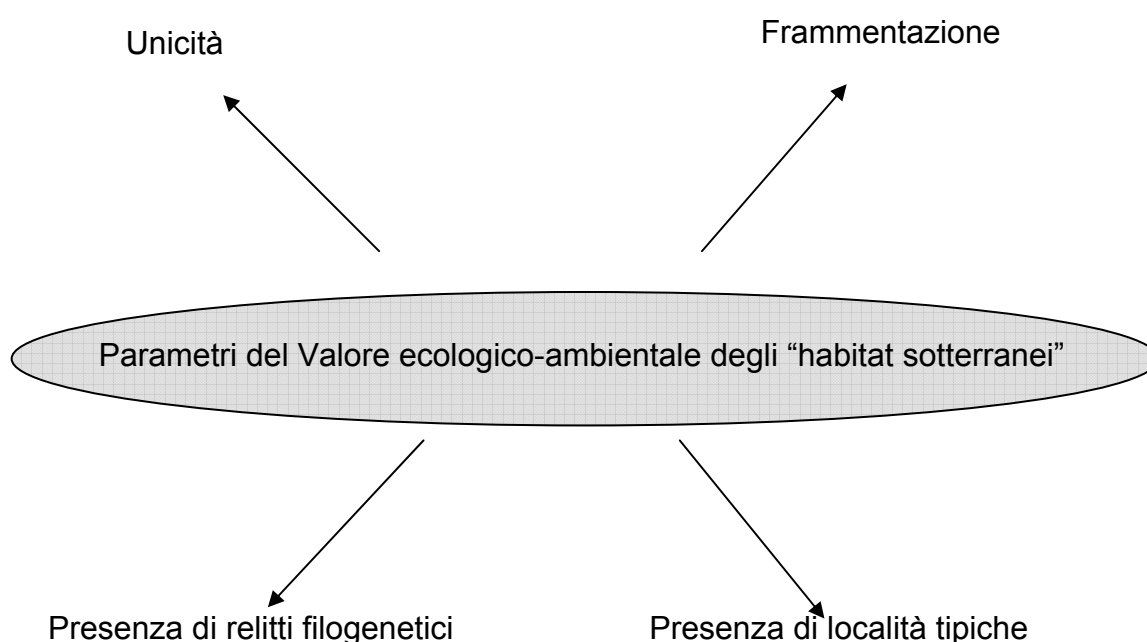 Unicità
Frammentazione
Parametri del Valore ecologico-ambientale degli “habitat sotterranei”
Presenza di relitti filogenetici
Presenza di località tipiche